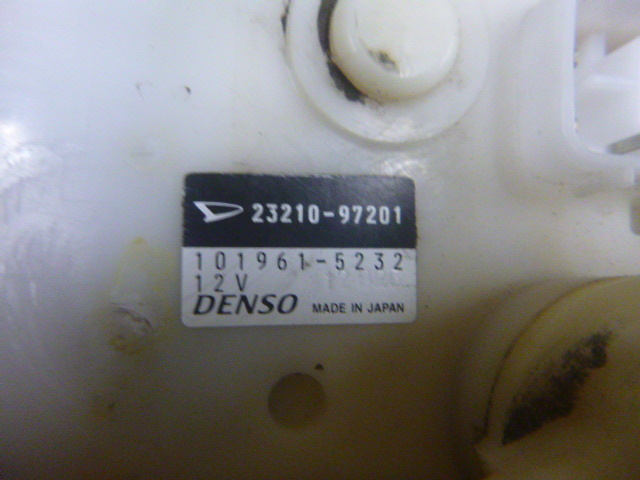 23210-97201
101961-5232
12V
DENSO MADE IN JAPAN